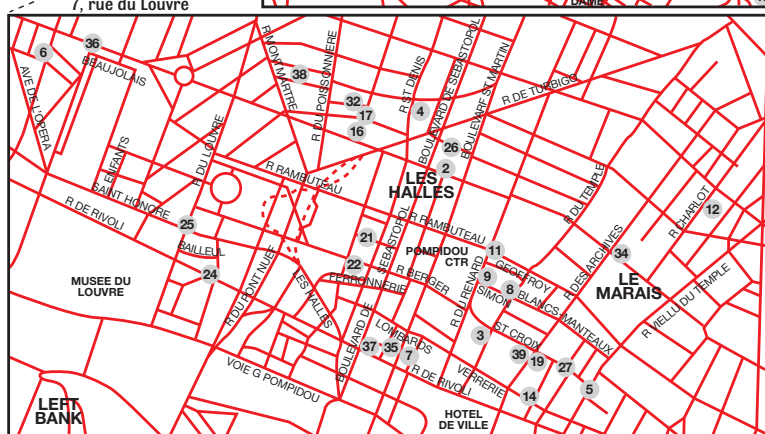 7, rue du Louvre
DAME
6
36
BEAUJOLAIS
AVE DE L'OPERA
ENFANTS
R MONTMARTRE
38
R DU POISSONNIERE
32
17
16
R ST DENIS
4
BOULEVARD DE SEBASTOPOL
BOULEVARF ST MARTIN
R DE TURBIGO
26
2
R DU LOUVRE
R RAMBUTEAU
LES
HALLES
R RAMBUTEAU
R DU TEMPLE
R CHARLOT
12
SAINT HONORE
R DE RIVOLI
25
BAILLEUL
24
MUSEE DU
LOUVRE
R DU PONT NUEF
LES HALLES
21
22
FERRONNERIE
SEBASTOPOL
R BERGER
POMPIDOU
CTR
11
GEOFFROY
9
SIMON
8
BLANCS-MANTEAUX
R DU RENARD
R DES ARCHIVES
34
LE
MARAIS
R VIELLU DU TEMPLE
3
ST CROIX
39
19
27
5
BOULEVARD DE
LOMBARDS
37
35
7
R DE RIVOLI
VERRERIE
14
VOIE G POMPIDOU
HOTEL
DE VILLE
LEFT
BANK